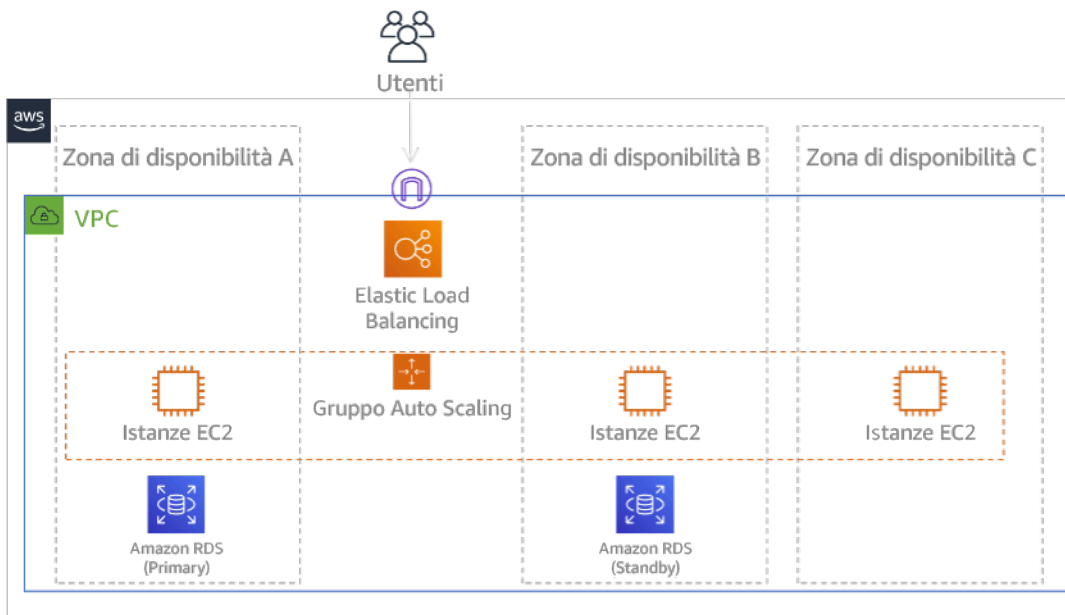 Utenti
aws
Zona di disponibilità A
Zona di disponibilità B
Zona di disponibilità C
VPC
Elastic Load
Balancing
Gruppo Auto Scaling
Istanze EC2
Istanze EC2
Istanze EC2
Amazon RDS
(Primary)
Amazon RDS
(Standby)